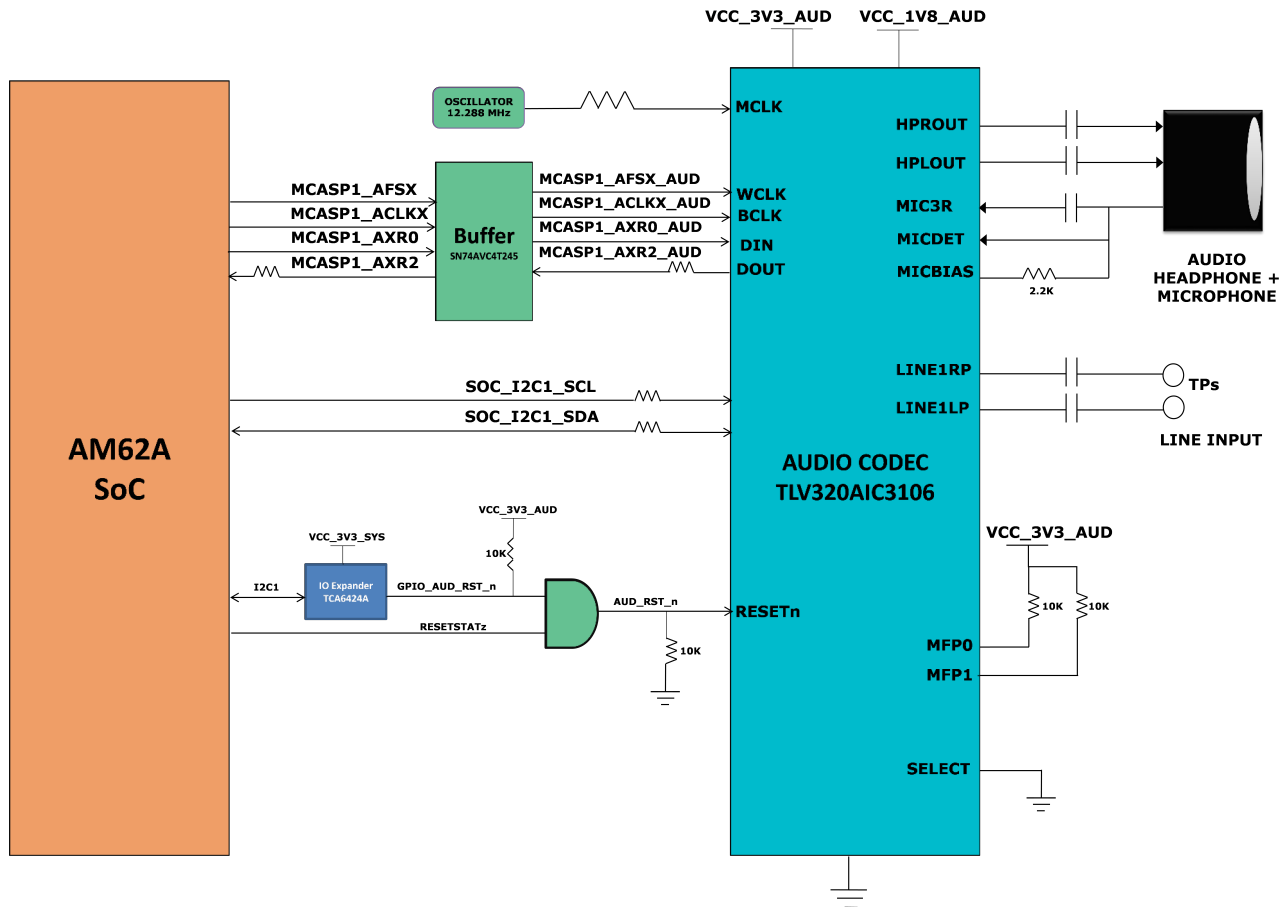 VCC_3V3_AUD
VCC_1V8_AUD
OSCILLATOR
12.288 MHz
MCLK
HPROUT
HPLOUT
MCASP1_AFSX
MCASP1_ACLKX
MCASP1_AXR0
MCASP1_AXR2
Buffer
SN74AVC4T245
MCASP1_AFSX_AUD
MCASP1_ACLKX_AUD
MCASP1_AXR0_AUD
MCASP1_AXR2_AUD
WCLK
BCLK
DIN
DOUT
MIC3R
MICDET
MICBIAS
2.2K
AUDIO
HEADPHONE +
MICROPHONE
SOC_I2C1_SCL
SOC_I2C1_SDA
LINE1RP
LINE1LP
TPs
LINE INPUT
AM62A
SoC
AUDIO CODEC
TLV320AIC3106
VCC_3V3_SYS
VCC_3V3_AUD
10K
I2C1
IO Expander
TCA6424A
GPIO_AUD_RST_n
RESETSTATz
AUD_RST_n
10K
RESETn
VCC_3V3_AUD
10K
10K
MFP0
MFP1
SELECT